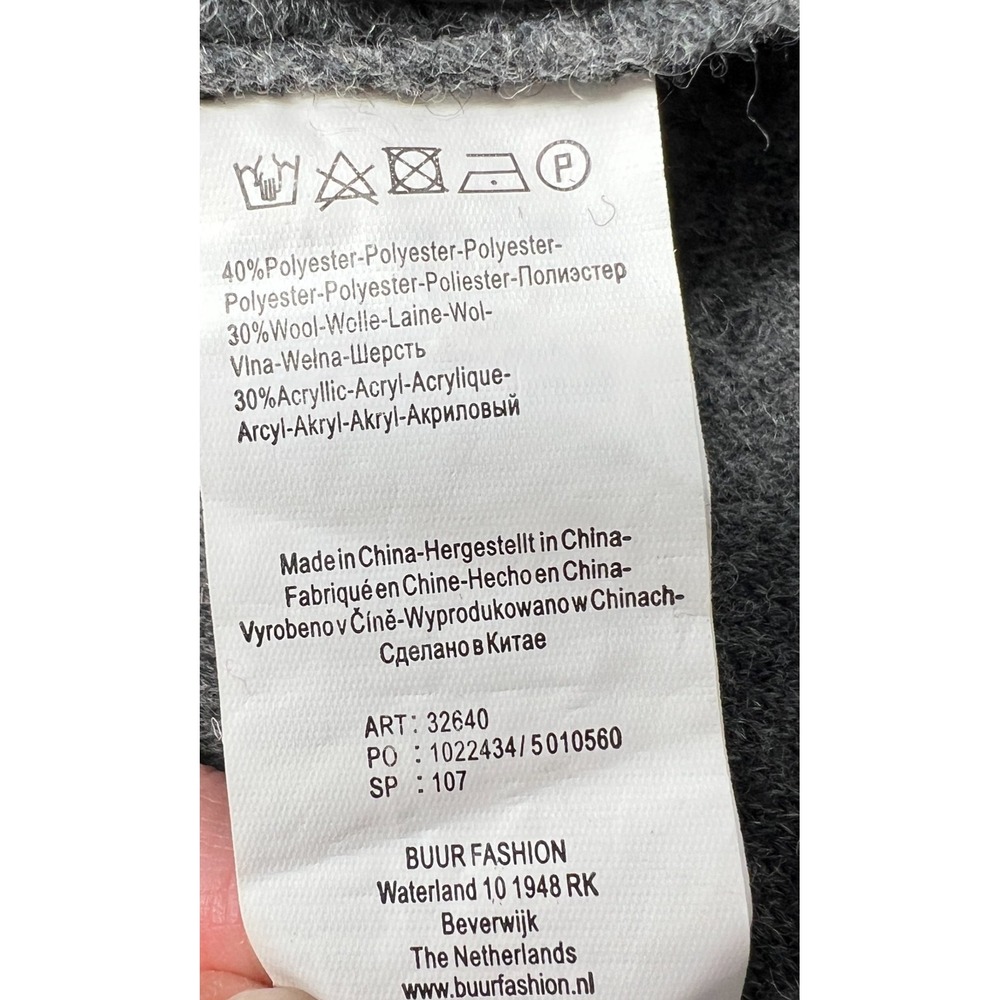 P
40%Polyester-Polyester-Polyester-
Polyester-Polyester-Poliester-Полиэстер
30%Wool-Wolle-Laine-Wol-
Vlna-Wełna-Шерсть
30%Acryllic-Acryl-Acrylique-
Arcyl-Akryl-Akryl-Акриловый
Made in China-Hergestellt in China-
Fabriqué en Chine-Hecho en China-
Vyrobeno v Číně-Wyprodukowano w Chinach-
Сделано в Китае
ART: 32640
PO : 1022434/5010560
SP : 107
BUUR FASHION
Waterland 10 1948 RK
Beverwijk
The Netherlands
www.buurfashion.nl